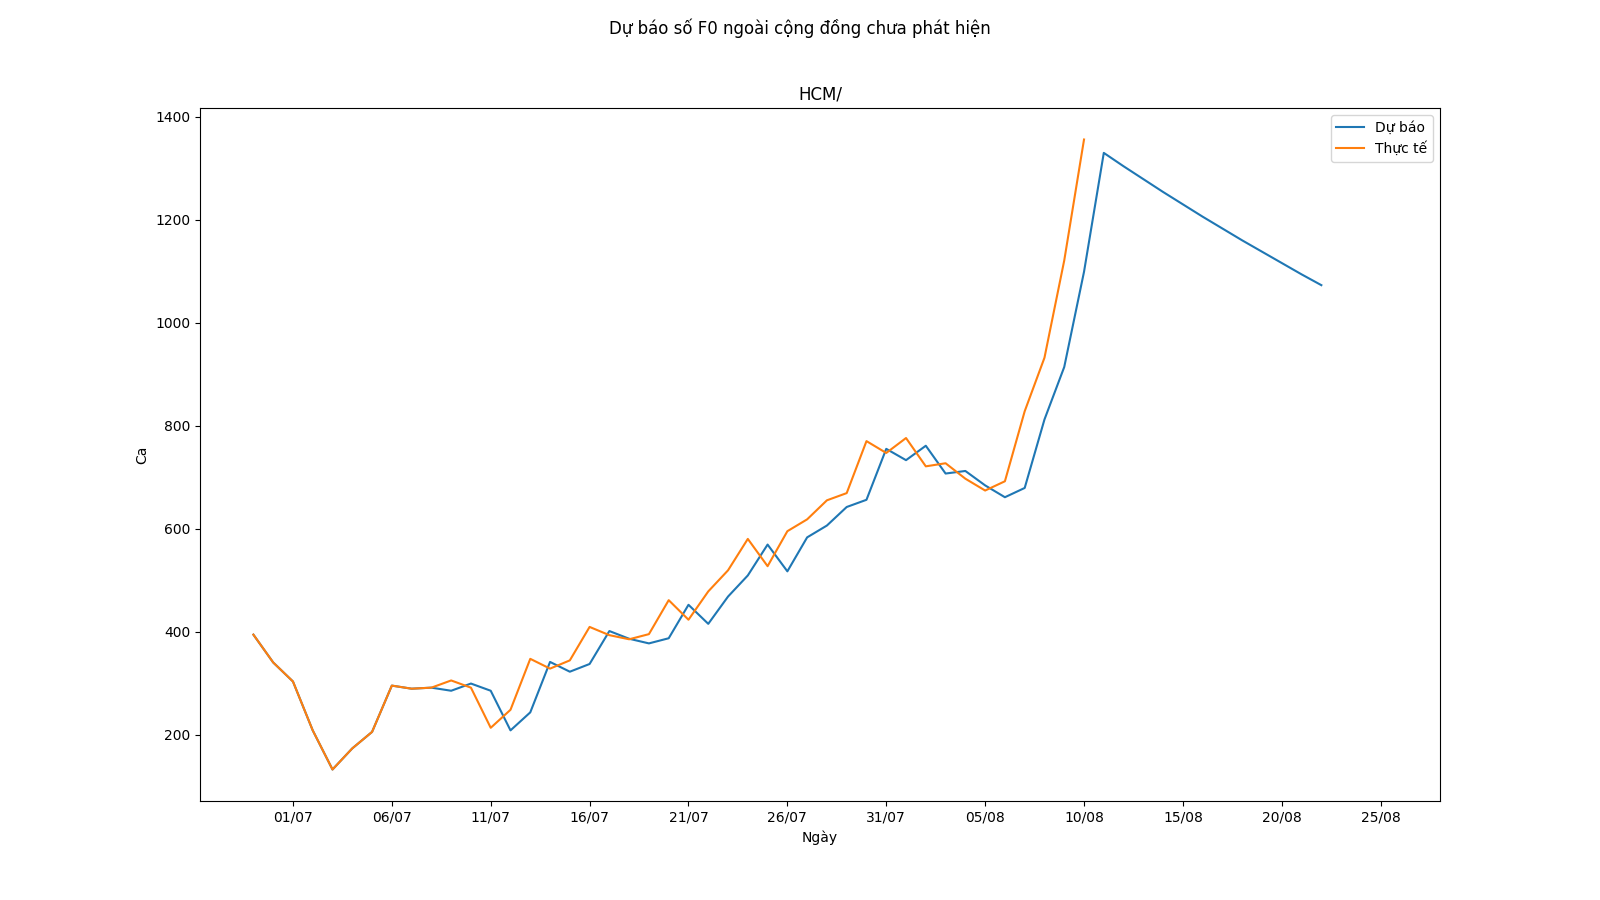 Dự báo số F0 ngoài cộng đồng chưa phát hiện
HCM/
Dự báo
Thực tế
1400
1200
1000
800
600
400
200
Ca
01/07 06/07 11/07 16/07 21/07 26/07 31/07 05/08 10/08 15/08 20/08 25/08
Ngày